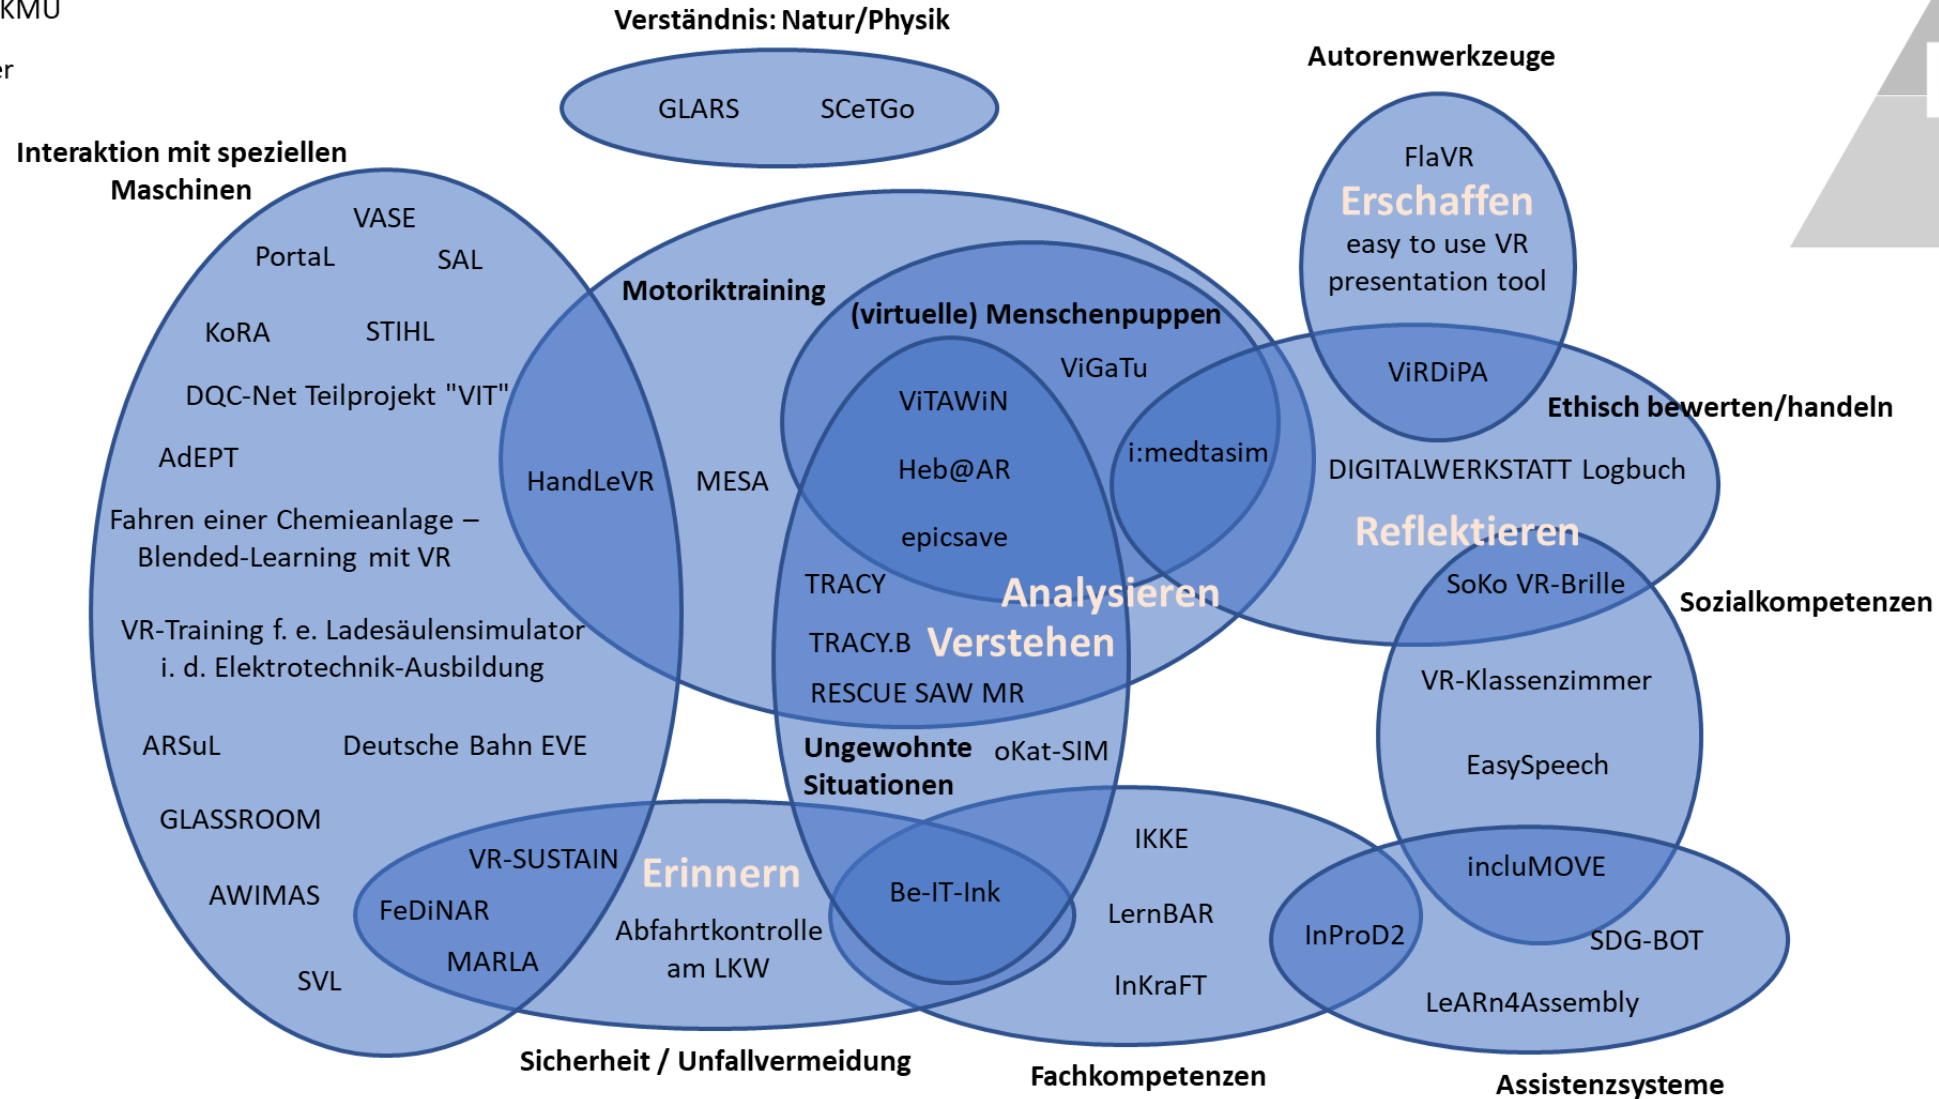 KMU
er
Verständnis: Natur/Physik
GLARS SCeTGo
Autorenwerkzeuge
FlaVR
Erschaffen
easy to use VR
presentation tool
ViRDiPA
Interaktion mit speziellen
Maschinen
VASE
PortaL SAL
KoRA STIHL
DQC-Net Teilprojekt "VIT"
AdEPT
Fahren einer Chemieanlage –
Blended-Learning mit VR
VR-Training f. e. Ladesäulensimulator
i. d. Elektrotechnik-Ausbildung
ARSuL Deutsche Bahn EVE
GLASSROOM
AWIMAS
SVL
HandLeVR
Motoriktraining
MESA
(virtuelle) Menschenpuppen
ViGaTu
ViTAWiN
Heb@AR
epicsave
i:medtasim
TRACY
Analysieren
TRACY.B
Verstehen
RESCUE SAW MR
Ungewohnte
Situationen
oKat-SIM
Ethisch bewerten/handeln
DIGITALWERKSTATT Logbuch
Reflektieren
SoKo VR-Brille
Sozialkompetenzen
VR-Klassenzimmer
EasySpeech
incluMOVE
VR-SUSTAIN
FeDiNAR
MARLA
Erinnern
Abfahrtkontrolle
am LKW
Be-IT-Ink
IKKE
LernBAR
InKraFT
InProD2
SDG-BOT
LeARn4Assembly
Sicherheit / Unfallvermeidung
Fachkompetenzen
Assistenzsysteme